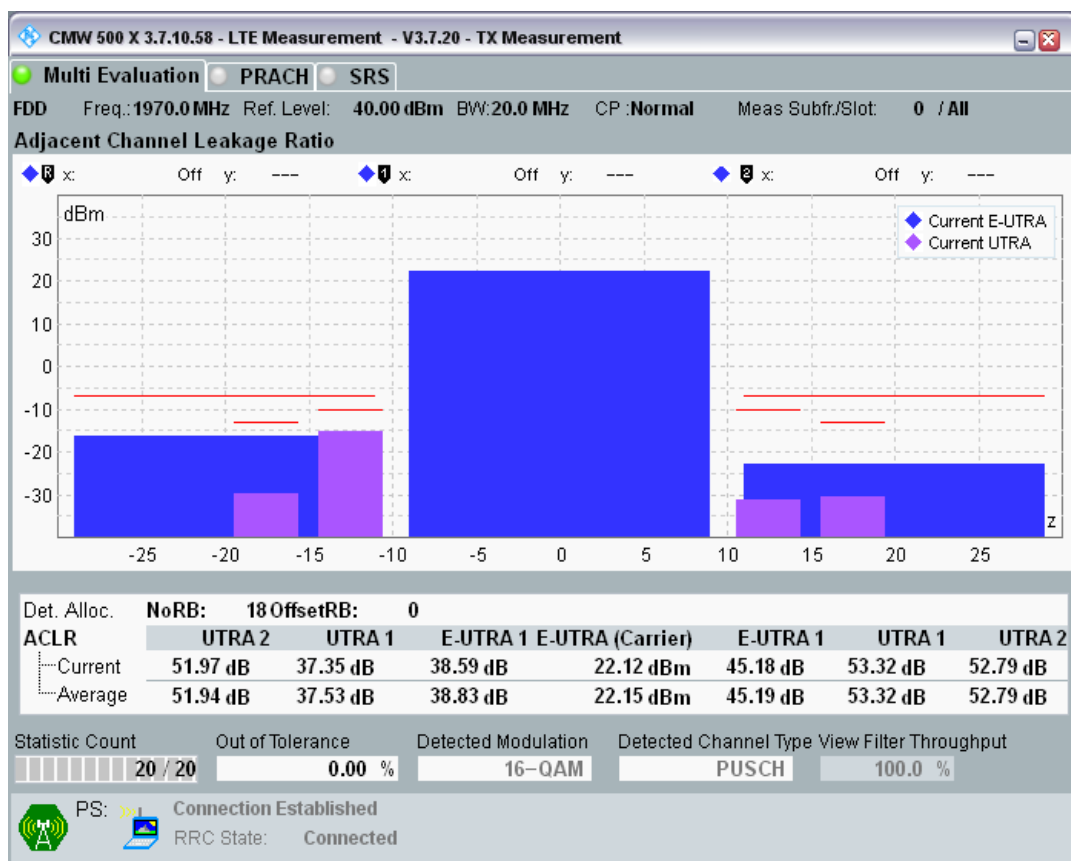 CMW 500 X 3.7.10.58 - LTE Measurement - V3.7.20 - TX Measurement
Multi Evaluation PRACH SRS
FDD Freq.: 1970.0 MHz Ref. Level: 40.00 dBm BW: 20.0 MHz CP : Normal Meas Subfr./Slot: 0 / All
Adjacent Channel Leakage Ratio
R x: Off y: --- 1 x: Off y: --- 2 x: Off y: ---
dBm
Current E-UTRA
Current UTRA
30
20
10
0
-10
-20
-30
z
-25 -20 -15 -10 -5 0 5 10 15 20 25
Det. Alloc. NoRB: 18 OffsetRB: 0
ACLR UTRA 2 UTRA 1 E-UTRA 1 E-UTRA (Carrier) E-UTRA 1 UTRA 1 UTRA 2
Current 51.97 dB 37.35 dB 38.59 dB 22.12 dBm 45.18 dB 53.32 dB 52.79 dB
Average 51.94 dB 37.53 dB 38.83 dB 22.15 dBm 45.19 dB 53.32 dB 52.79 dB
Statistic Count Out of Tolerance Detected Modulation Detected Channel Type View Filter Throughput
20 / 20 0.00 % 16-QAM PUSCH 100.0 %
PS: Connection Established
RRC State: Connected